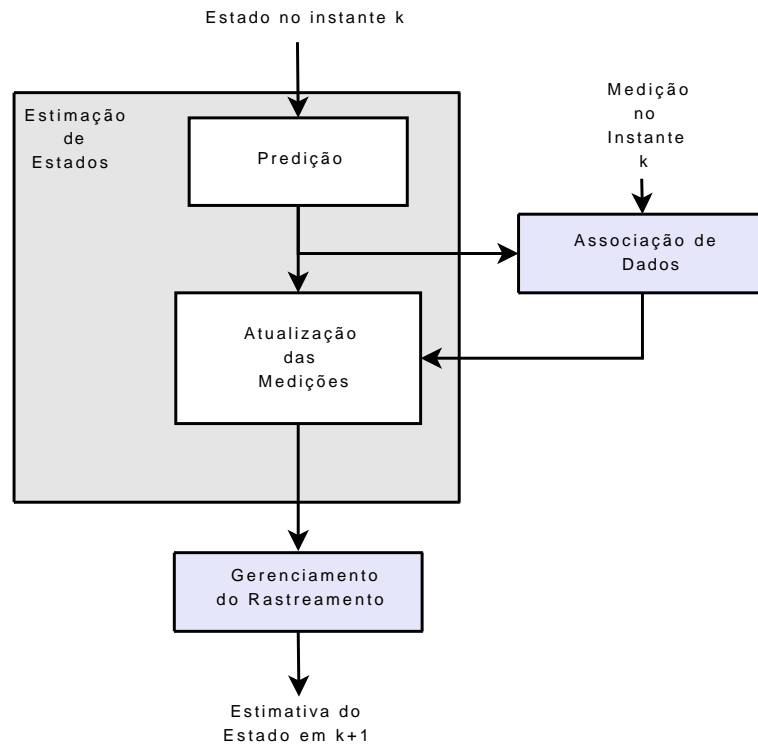 Estado no instante k
Estimação
de
Estados
Predição
Medição
no
Instante
k
Associação de
Dados
Atualização
das
Medições
Gerenciamento
do Rastreamento
Estimativa do
Estado em k+1